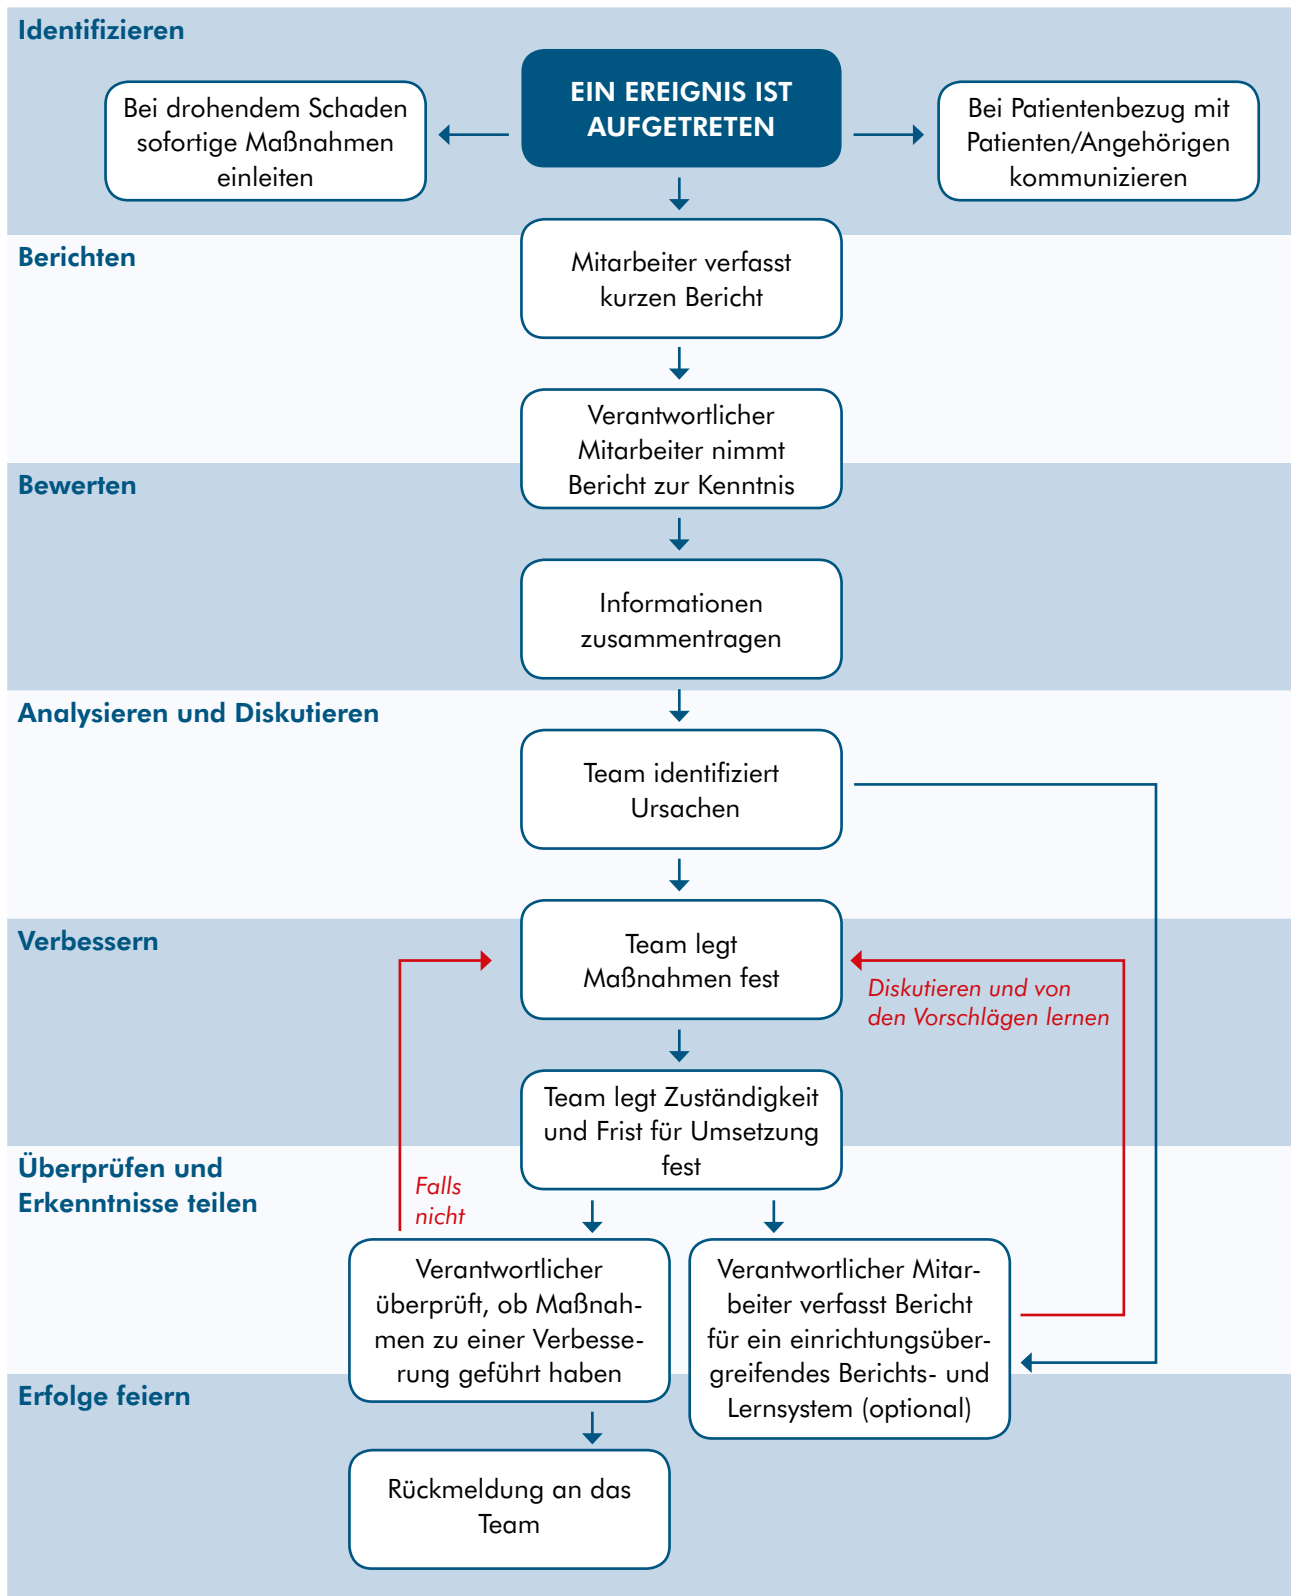 Identifizieren
Bei drohendem Schaden
sofortige Maßnahmen
einleiten
EIN EREIGNIS IST
AUFGETRETEN
Bei Patientenbezug mit
Patienten/Angehörigen
kommunizieren
Berichten
Mitarbeiter verfasst
kurzen Bericht
Verantwortlicher
Mitarbeiter nimmt
Bericht zur Kenntnis
Bewerten
Informationen
zusammentragen
Analysieren und Diskutieren
Team identifiziert
Ursachen
Verbessern
Team legt
Maßnahmen fest
Diskutieren und von
den Vorschlägen lernen
Team legt Zuständigkeit
und Frist für Umsetzung
fest
Überprüfen und
Erkenntnisse teilen
Falls
nicht
Verantwortlicher
überprüft, ob Maßnah-
men zu einer Verbesse-
rung geführt haben
Verantwortlicher Mitar-
beiter verfasst Bericht
für ein einrichtungsüber-
greifendes Berichts- und
Lernsystem (optional)
Erfolge feiern
Rückmeldung an das
Team